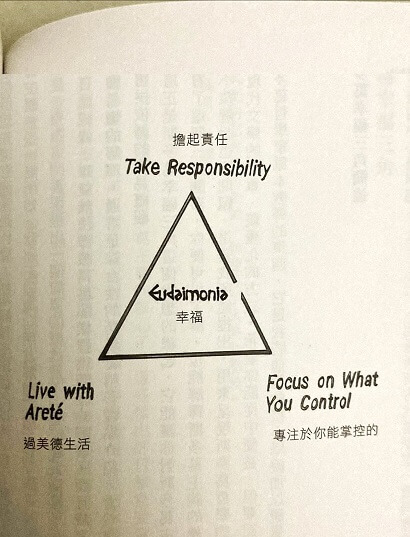 擔起責任
Take Responsibility
Eudaimonia
幸福
Live with
Areté
過美德生活
Focus on What
You Control
專注於你能掌控的